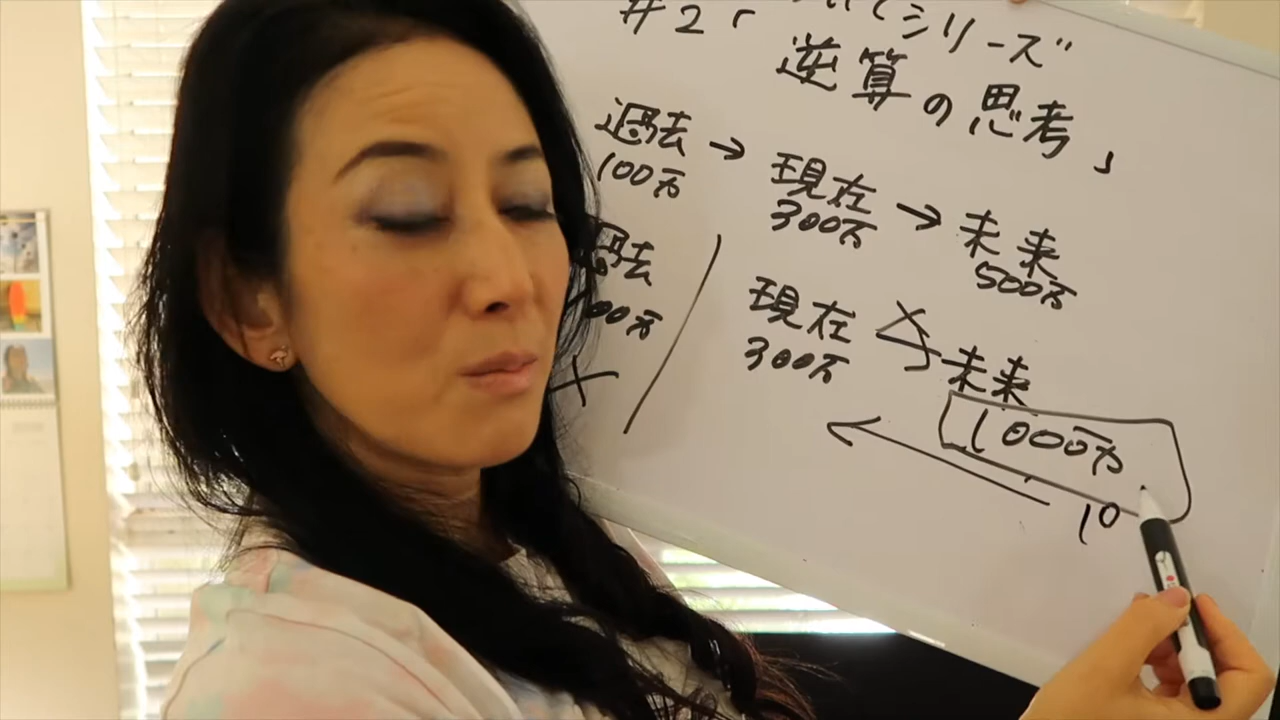 #2「
シリーズ
逆算の思考」
過去 → 現在 → 未来
100万 300万 500万
過去 現在 未来
00万 300万
1000万
10